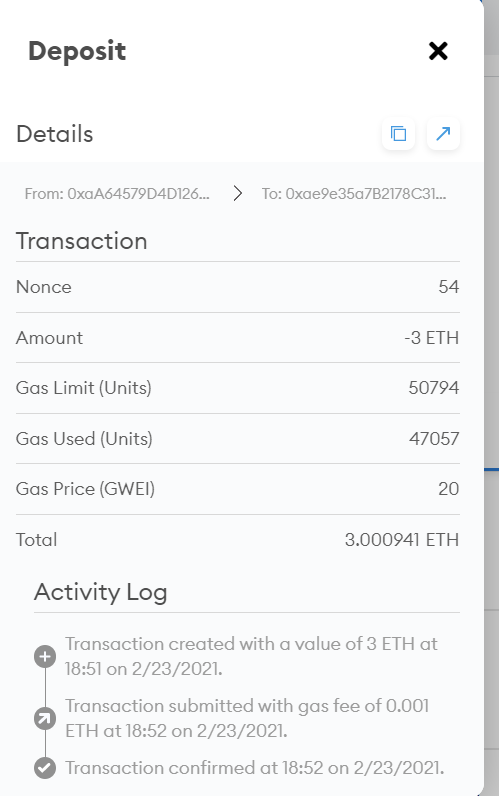 Deposit
Details
From: 0xaA64579D4D126...
To: 0xae9e35a7B2178C31...
Transaction
Nonce 54
Amount -3 ETH
Gas Limit (Units) 50794
Gas Used (Units) 47057
Gas Price (GWEI) 20
Total 3.000941 ETH
Activity Log
Transaction created with a value of 3 ETH at
18:51 on 2/23/2021.
Transaction submitted with gas fee of 0.001
ETH at 18:52 on 2/23/2021.
Transaction confirmed at 18:52 on 2/23/2021.